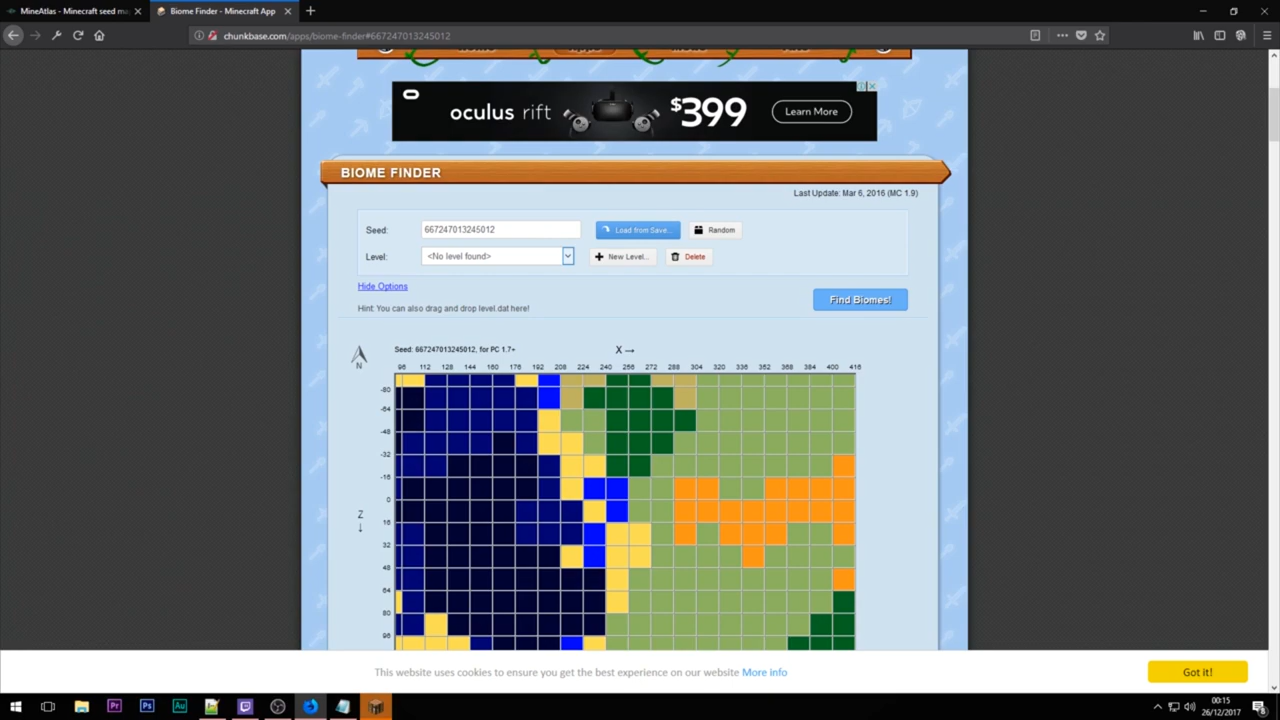 MineAtlas - Minecraft seed ma
Biome Finder - Minecraft App
chunkbase.com/apps/biome-finder#667247013245012
oculus rift $399 Learn More
BIOME FINDER
Last Update: Mar 6, 2016 (MC 1.9)
Seed: 667247013245012 Load from Save... Random
Level: <No level found> New Level... Delete
Hide Options
Find Biomes!
Hint: You can also drag and drop level.dat here!
Seed: 667247013245012, for PC 1.7+
X →
N
96 112 128 144 160 176 192 208 224 240 256 272 288 304 320 336 352 368 384 400 416
-80
-64
-48
-32
-16
0
Z
16
↓
32
48
64
80
96
This website uses cookies to ensure you get the best experience on our website More info
Got it!
Pr Ps Au
00:15
26/12/2017
8